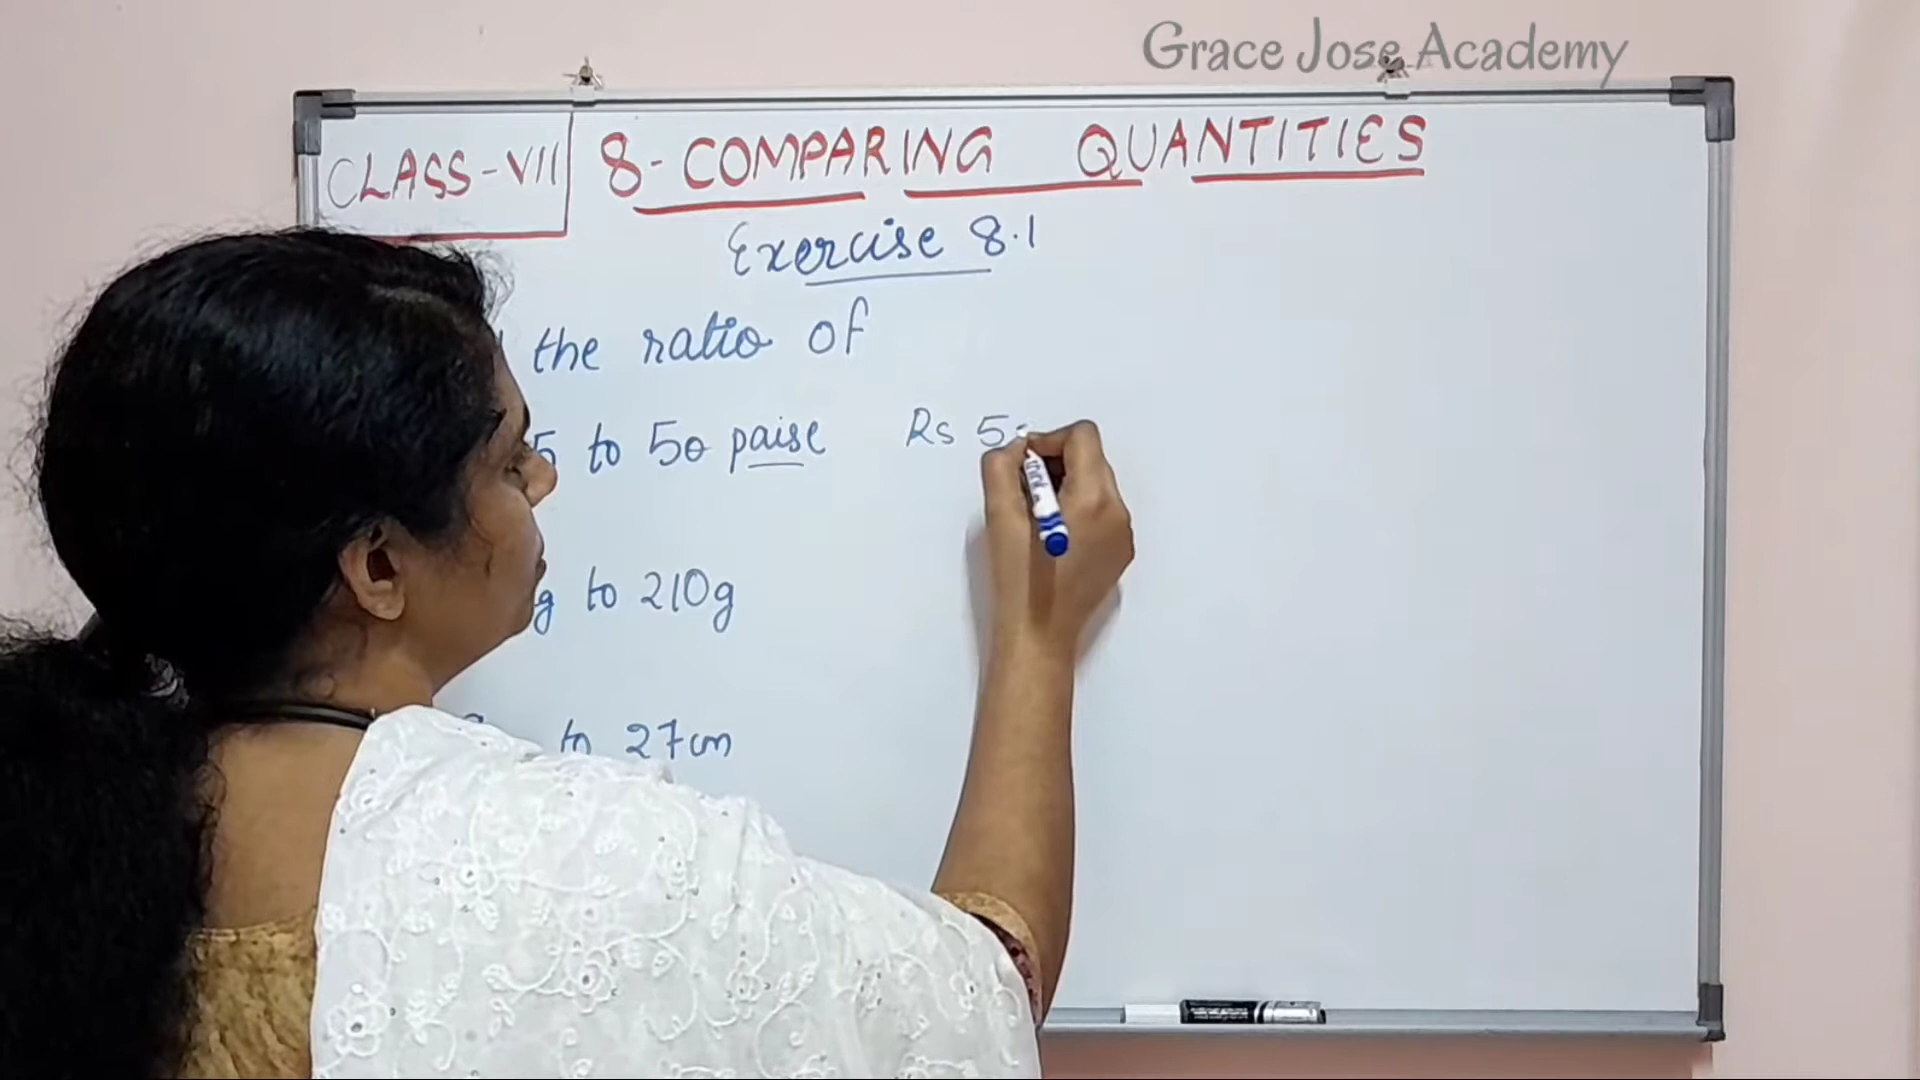 Grace Jose Academy
CLASS-VII 8-COMPARING QUANTITIES
Exercise 8.1
the ratio of
5 to 50 paise Rs 5
g to 210g
to 27cm